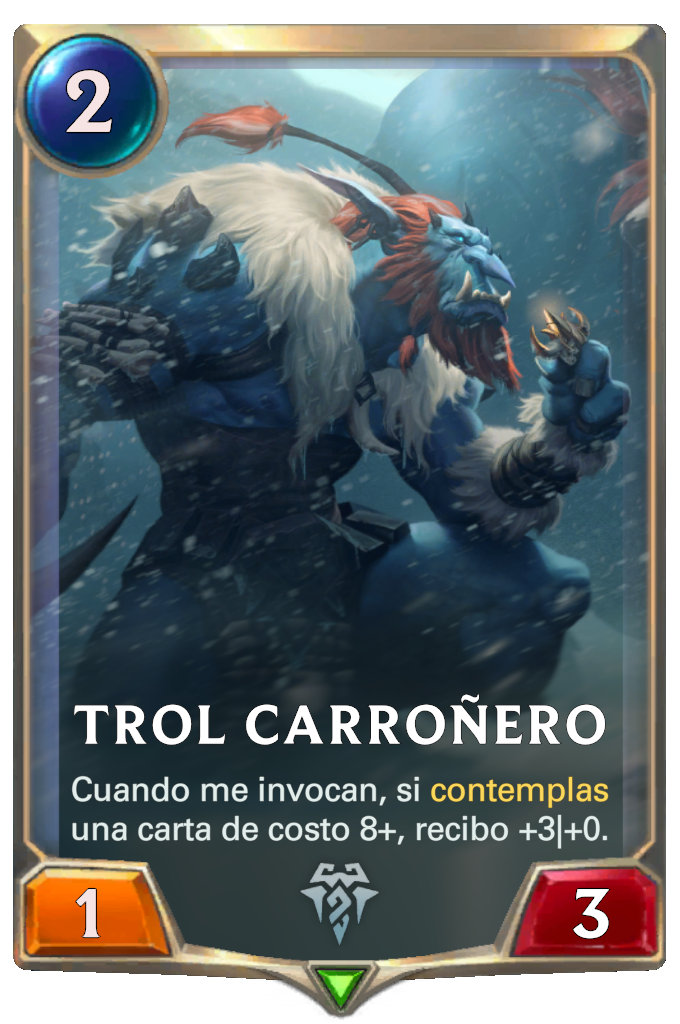 2
TROL CARROÑERO
Cuando me invocan, si contemplas
una carta de costo 8+, recibo +3|+0.
1
3